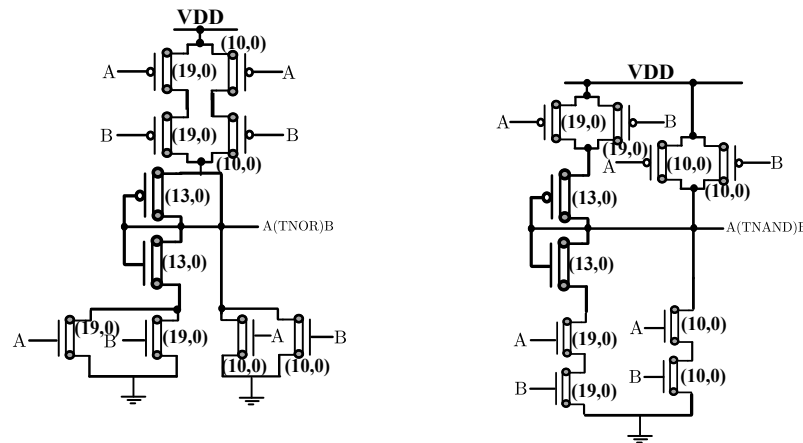 VDD
(10,0)
A
(19,0)
A
B
(19,0)
B
(10,0)
(13,0)
A(TNOR)B
(13,0)
A
(19,0)
B
(19,0)
A
(10,0)
(10,0)
B
VDD
A
(19,0)
(19,0)
B
A
(10,0)
(10,0)
B
(13,0)
A(TNAND)B
(13,0)
A
(19,0)
A
(10,0)
B
(19,0)
B
(10,0)